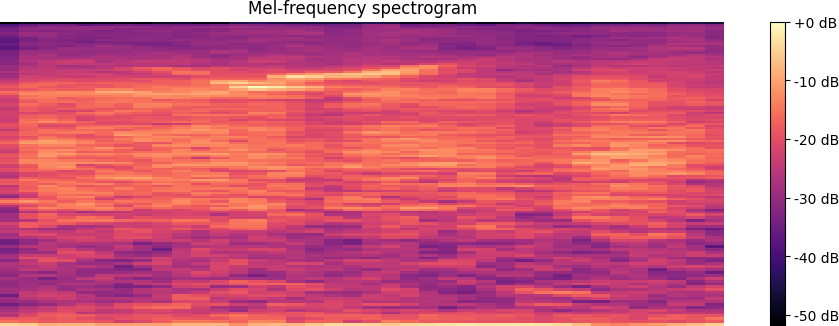 Mel-frequency spectrogram
+0 dB
-10 dB
-20 dB
-30 dB
-40 dB
-50 dB